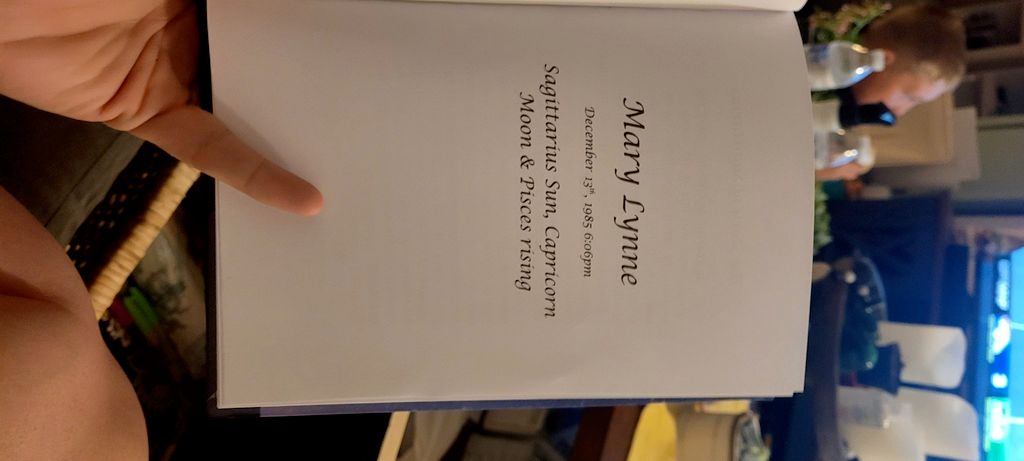 Mary Lynne
December 13th, 1985 6:06pm
Sagittarius Sun, Capricorn
Moon & Pisces rising